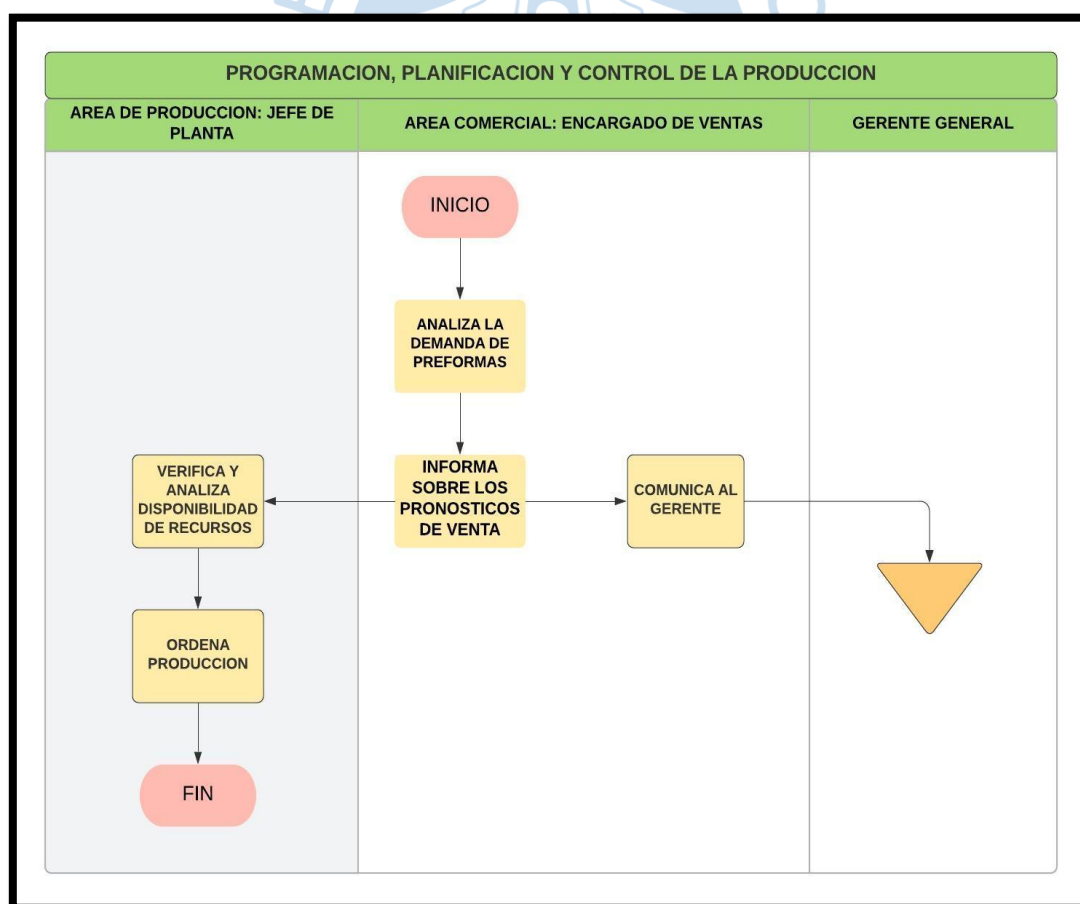 PROGRAMACION, PLANIFICACION Y CONTROL DE LA PRODUCCION
AREA DE PRODUCCION: JEFE DE
PLANTA
AREA COMERCIAL: ENCARGADO DE VENTAS
GERENTE GENERAL
INICIO
ANALIZA LA
DEMANDA DE
PREFORMAS
VERIFICA Y
ANALIZA
DISPONIBILIDAD
DE RECURSOS
INFORMA
SOBRE LOS
PRONOSTICOS
DE VENTA
COMUNICA AL
GERENTE
ORDENA
PRODUCCION
FIN